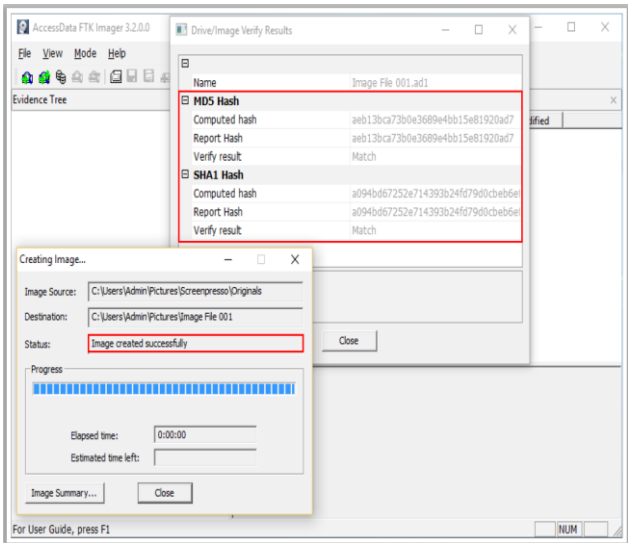 AccessData FTK Imager 3.2.0.0
File View Mode Help
Evidence Tree
dified
Drive/Image Verify Results
Name Image File 001.ad1
MD5 Hash
Computed hash aeb13bca73b0e3689e4bb15e81920ad7
Report Hash aeb13bca73b0e3689e4bb15e81920ad7
Verify result Match
SHA1 Hash
Computed hash a094bd67252e714393b24fd79d0cbeb6e
Report Hash a094bd67252e714393b24fd79d0cbeb6e
Verify result Match
Close
Creating Image...
Image Source: C:\Users\Admin\Pictures\Screenpresso\Originals
Destination: C:\Users\Admin\Pictures\Image File 001
Status: Image created successfully
Progress
Elapsed time: 0:00:00
Estimated time left:
Image Summary... Close
For User Guide, press F1
NUM